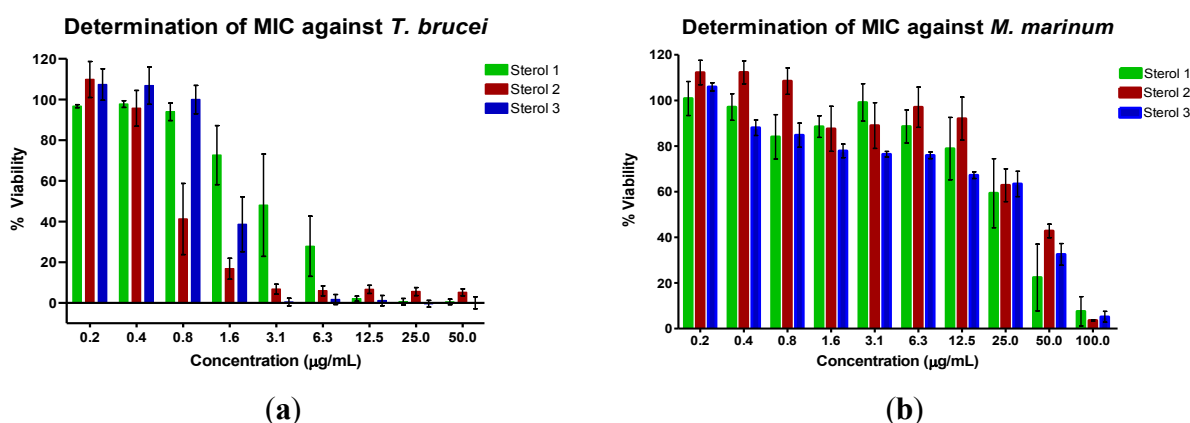 Determination of MIC against T. brucei
120
100
80
60
40
20
0
% Viability
Sterol 1
Sterol 2
Sterol 3
0.2 0.4 0.8 1.6 3.1 6.3 12.5 25.0 50.0
Concentration (μg/mL)
(a)
Determination of MIC against M. marinum
120
100
80
60
40
20
0
% Viability
Sterol 1
Sterol 2
Sterol 3
0.2 0.4 0.8 1.6 3.1 6.3 12.5 25.0 50.0 100.0
Concentration (μg/mL)
(b)